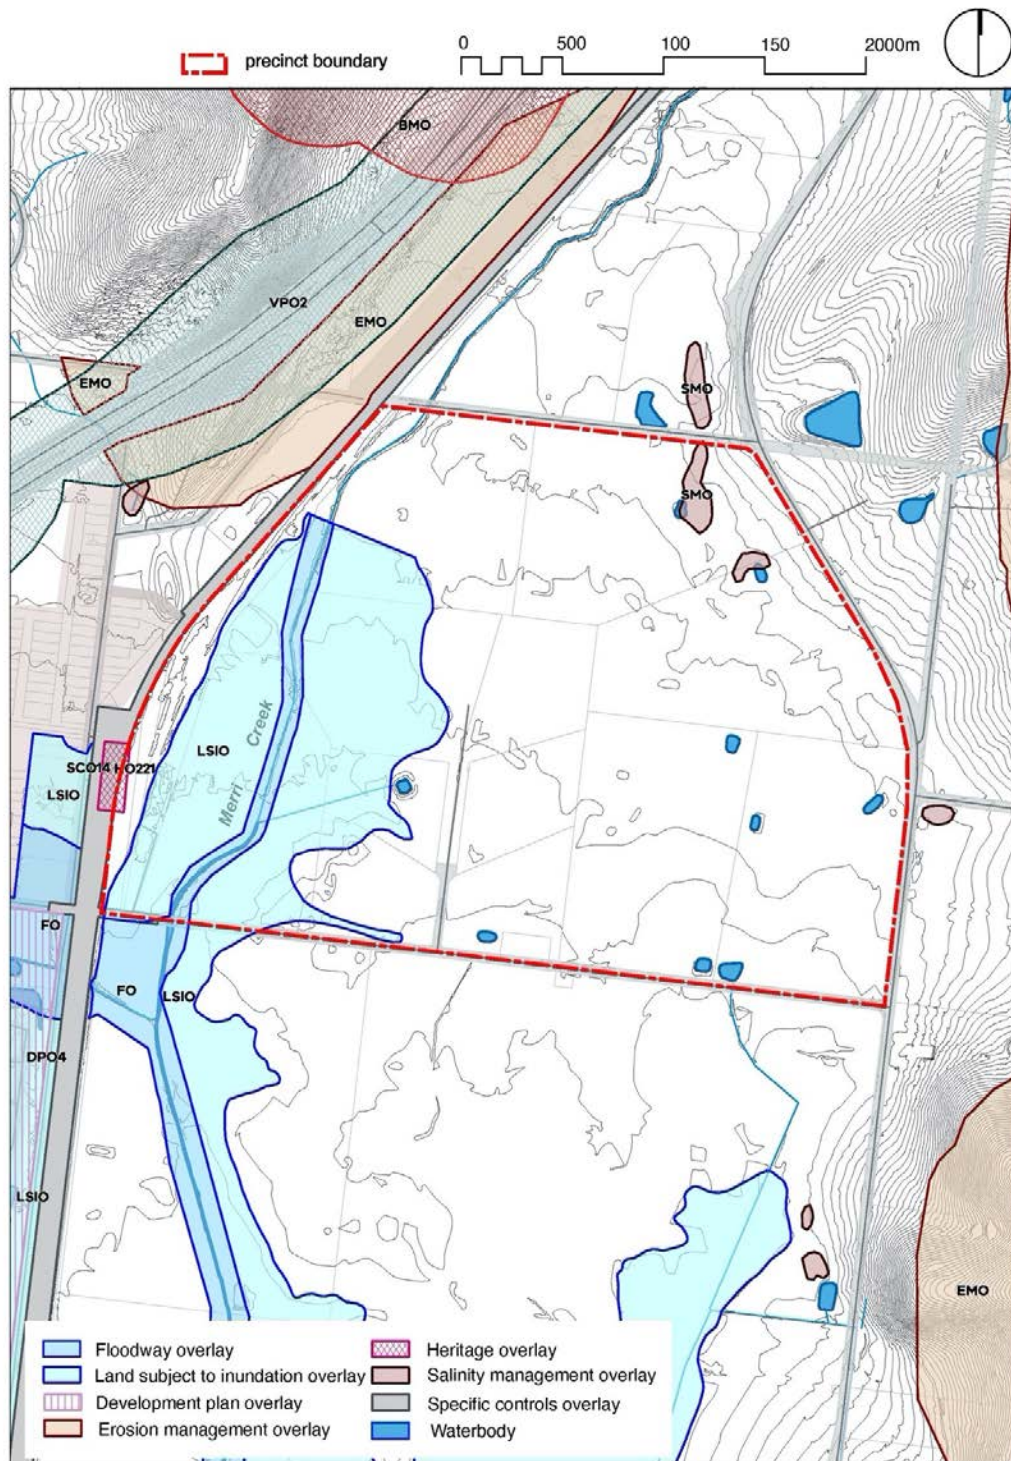 0 500 100 150 2000m
precinct boundary
BMO
VPO2
EMO
EMO
SMO
SMO
LSIO
Merri Creek
SCO14 HO221
LSIO
FO
FO
LSIO
DPO4
LSIO
EMO
Floodway overlay
Heritage overlay
Land subject to inundation overlay
Salinity management overlay
Development plan overlay
Specific controls overlay
Erosion management overlay
Waterbody